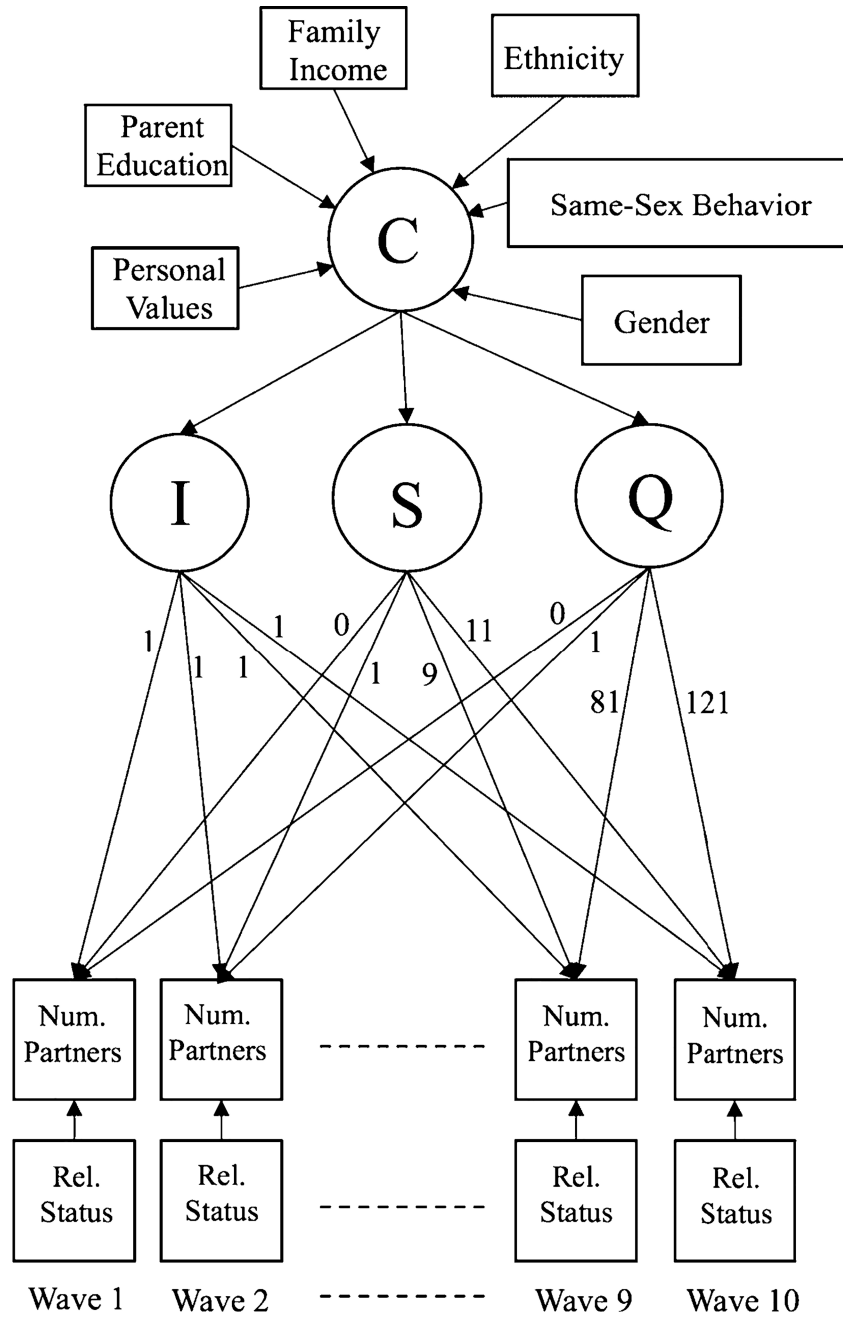 Family
Income
Ethnicity
Parent
Education
Same-Sex Behavior
C
Personal
Values
Gender
I
S
Q
1
1
0
11
0
1
1
1
1
9
81
121
Num.
Partners
Num.
Partners
Num.
Partners
Num.
Partners
Rel.
Status
Rel.
Status
Rel.
Status
Rel.
Status
Wave 1
Wave 2
Wave 9
Wave 10